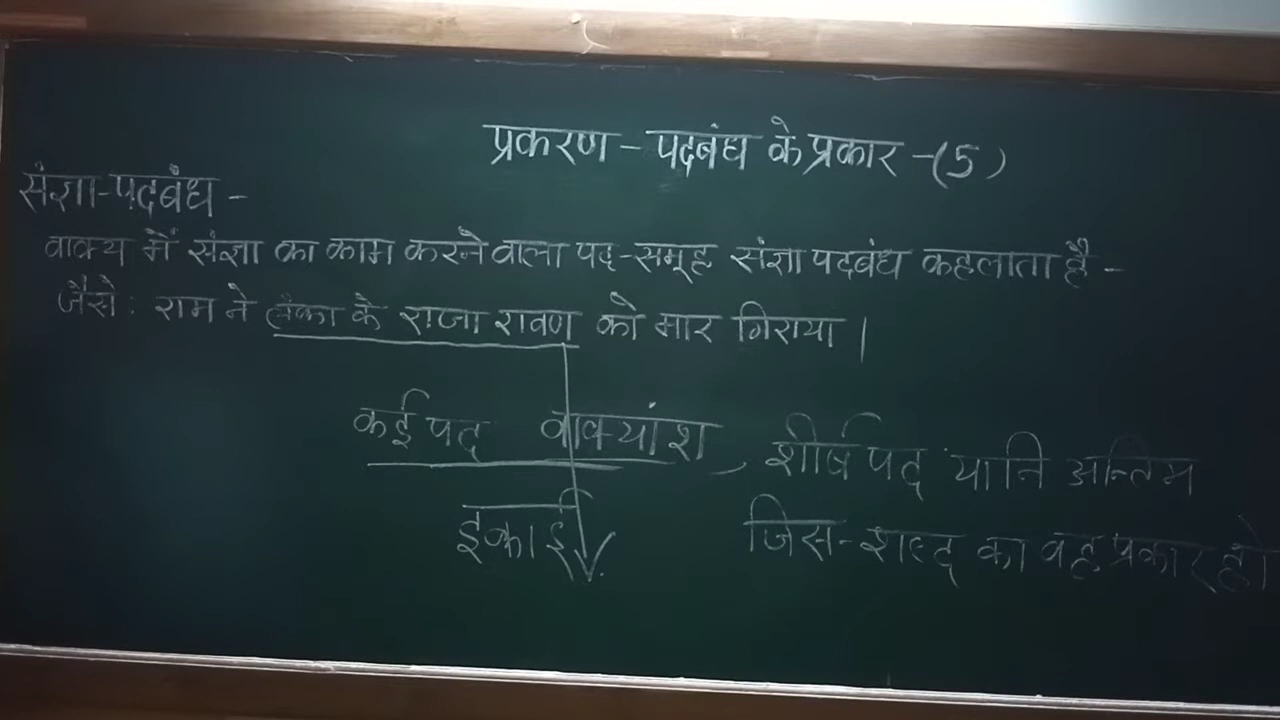 प्रकरण - पदबंध के प्रकार -(5)
संज्ञा-पदबंध -
वाक्य में संज्ञा का काम करने वाला पद-समूह संज्ञा पदबंध कहलाता है -
जैसे: राम ने लंका के राजा रावण को मार गिराया ।
कई पद वाक्यांश, शीर्ष पद यानि अन्तिम
इकाई जिस-शब्द का वह प्रकार हो